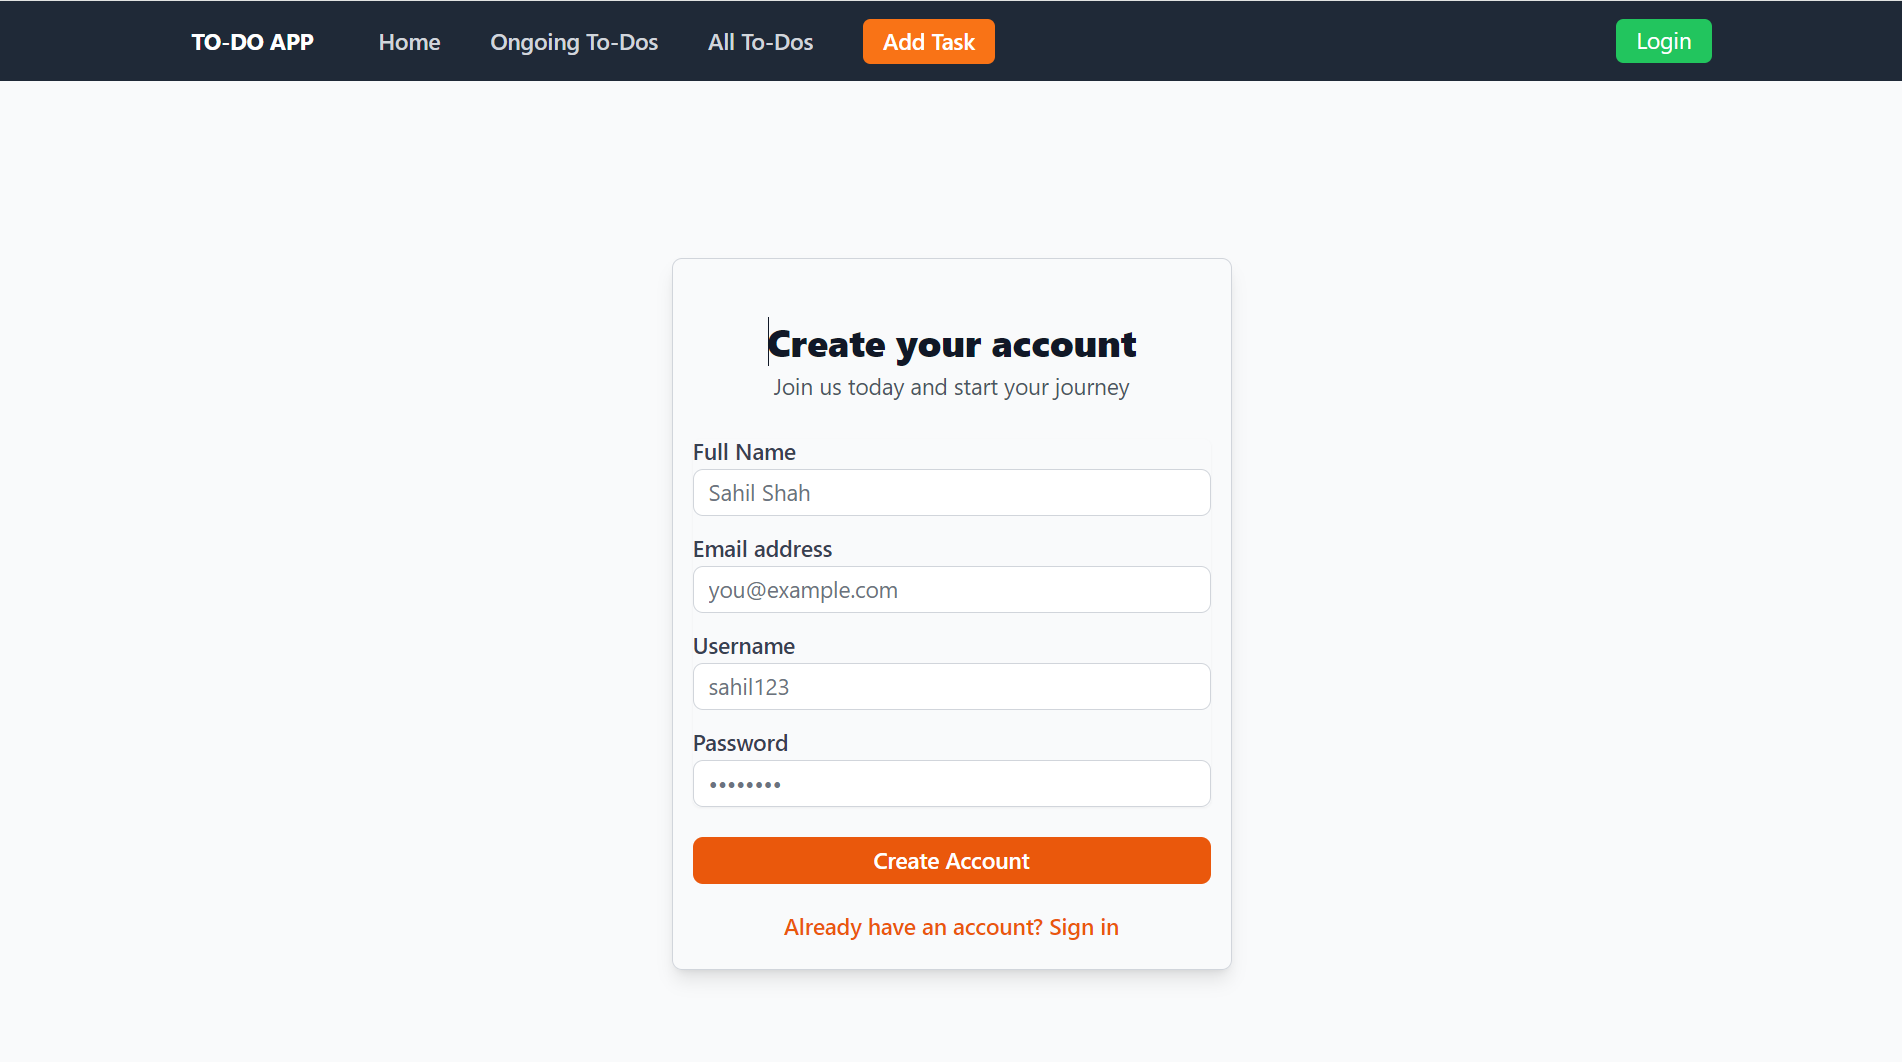 TO-DO APP Home Ongoing To-Dos All To-Dos Add Task Login
Create your account
Join us today and start your journey
Full Name
Sahil Shah
Email address
you@example.com
Username
sahil123
Password
••••••••
Create Account
Already have an account? Sign in